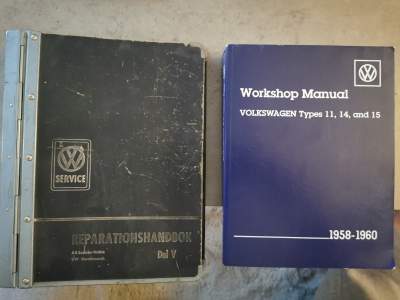 VW
SERVICE
REPARATIONSHANDBOK
Del V
VW
Workshop Manual
VOLKSWAGEN Types 11, 14, and 15
1958-1960